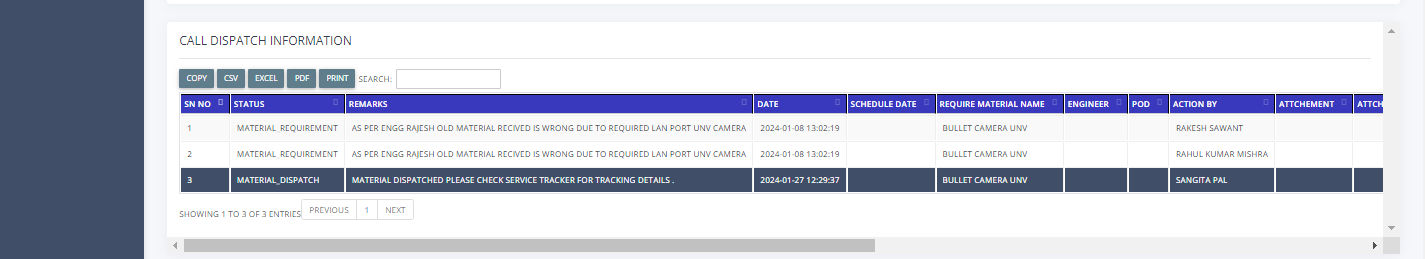 CALL DISPATCH INFORMATION
COPY CSV EXCEL PDF PRINT SEARCH:
SN NO STATUS REMARKS DATE SCHEDULE DATE REQUIRE MATERIAL NAME ENGINEER POD ACTION BY ATTCHEMENT ATTCH
1 MATERIAL_REQUIREMENT AS PER ENGG RAJESH OLD MATERIAL RECIVED IS WRONG DUE TO REQUIRED LAN PORT UNV CAMERA 2024-01-08 13:02:19 BULLET CAMERA UNV RAKESH SAWANT
2 MATERIAL_REQUIREMENT AS PER ENGG RAJESH OLD MATERIAL RECIVED IS WRONG DUE TO REQUIRED LAN PORT UNV CAMERA 2024-01-08 13:02:19 BULLET CAMERA UNV RAHUL KUMAR MISHRA
3 MATERIAL_DISPATCH MATERIAL DISPATCHED PLEASE CHECK SERVICE TRACKER FOR TRACKING DETAILS . 2024-01-27 12:29:37 BULLET CAMERA UNV SANGITA PAL
SHOWING 1 TO 3 OF 3 ENTRIES PREVIOUS 1 NEXT